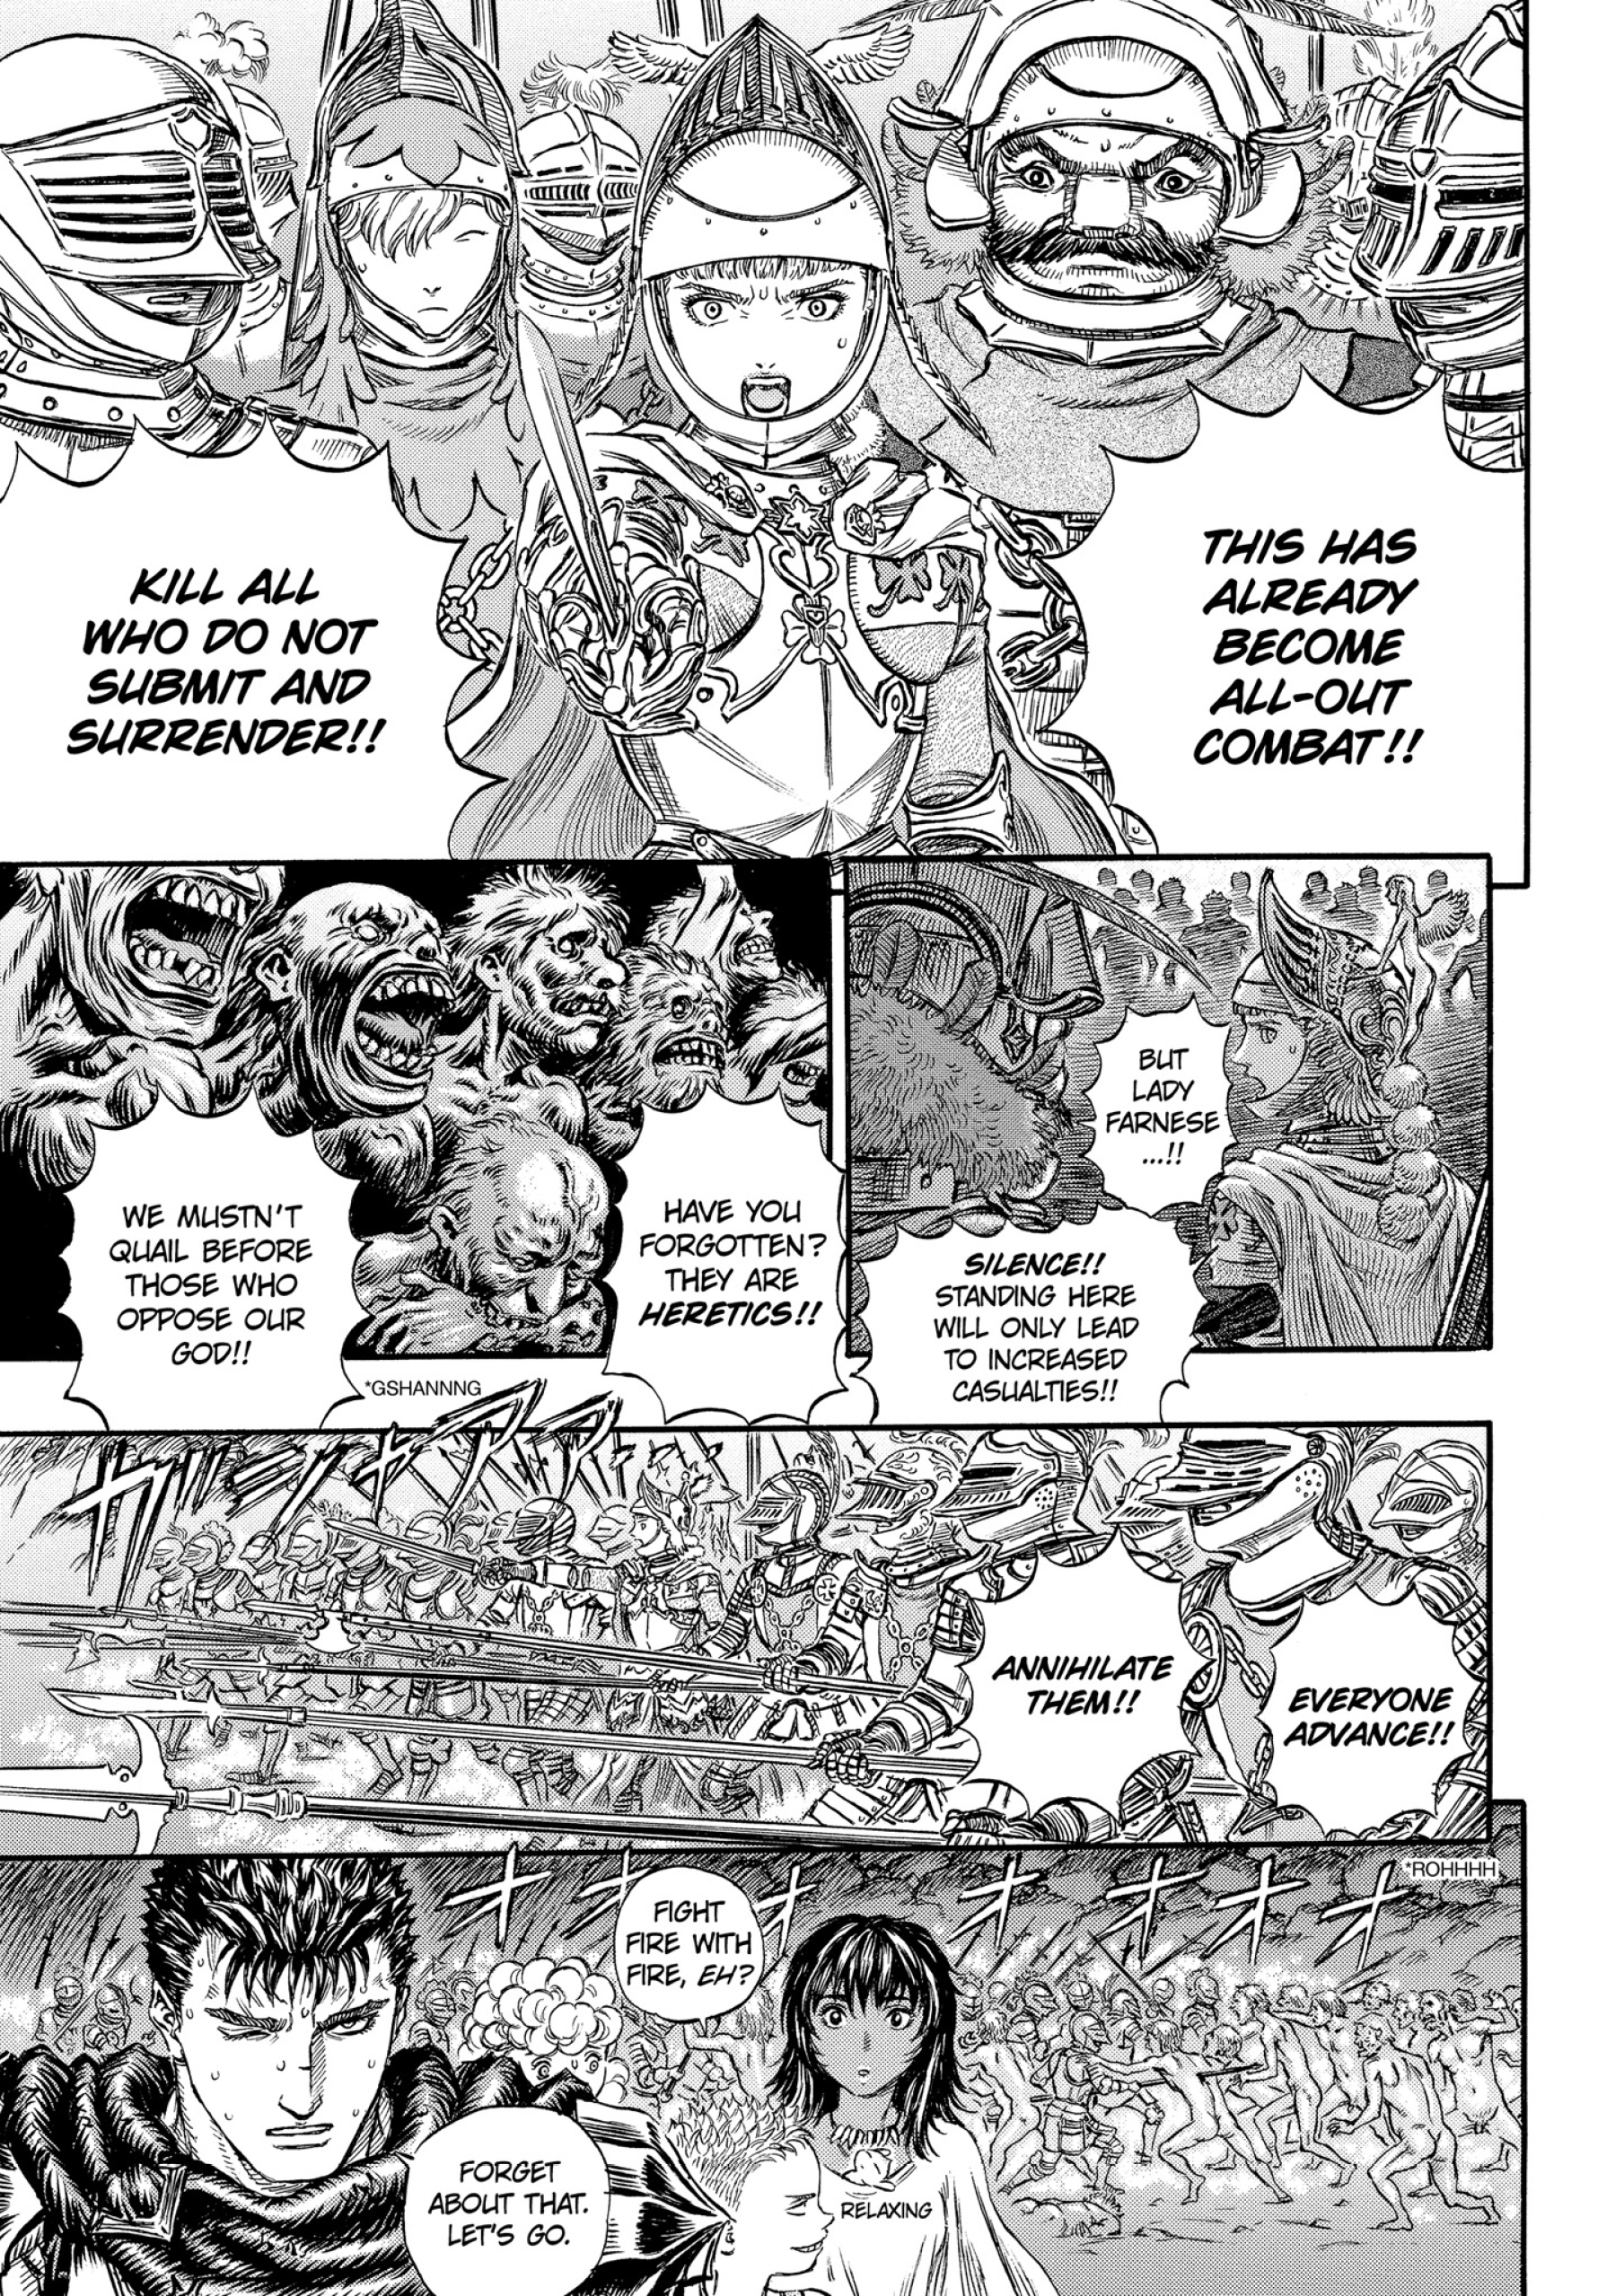 THIS HAS
ALREADY
BECOME
ALL-OUT
COMBAT!!
KILL ALL
WHO DO NOT
SUBMIT AND
SURRENDER!!
BUT
LADY
FARNESE
...!!
SILENCE!!
STANDING HERE
WILL ONLY LEAD
TO INCREASED
CASUALTIES!!
HAVE YOU
FORGOTTEN?
THEY ARE
HERETICS!!
WE MUSTN'T
QUAIL BEFORE
THOSE WHO
OPPOSE OUR
GOD!!
*GSHANNNG
EVERYONE
ADVANCE!!
ANNIHILATE
THEM!!
*ROHHHH
FIGHT
FIRE WITH
FIRE, EH?
RELAXING
FORGET
ABOUT THAT.
LET'S GO.